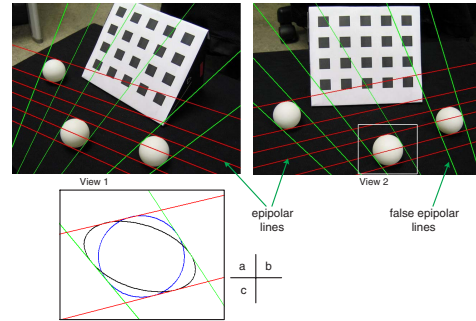 View 1
View 2
epipolar
lines
false epipolar
lines
a b
c